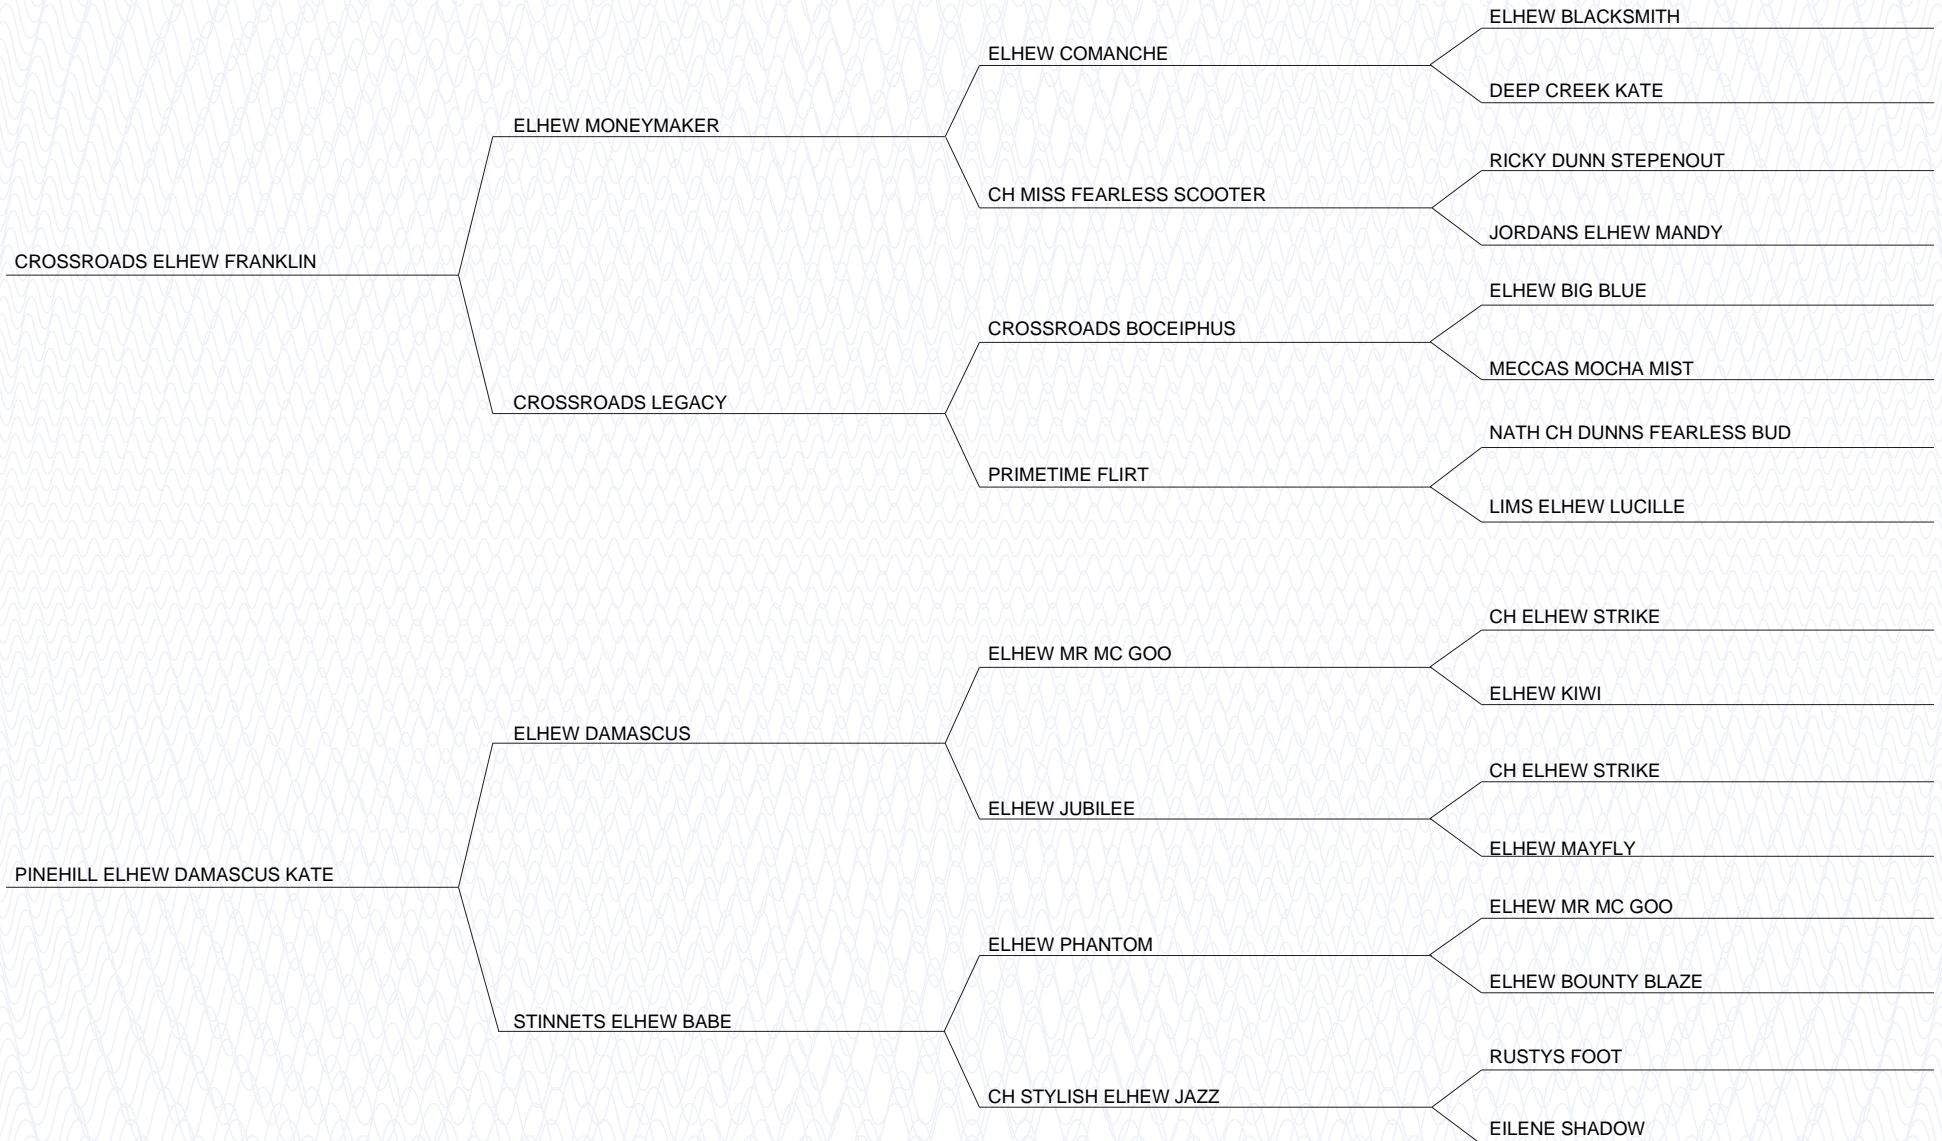 ELHEW BLACKSMITH
ELHEW COMANCHE
DEEP CREEK KATE
ELHEW MONEYMAKER
RICKY DUNN STEPENOUT
CH MISS FEARLESS SCOOTER
JORDANS ELHEW MANDY
CROSSROADS ELHEW FRANKLIN
ELHEW BIG BLUE
CROSSROADS BOCEIPHUS
MECCAS MOCHA MIST
CROSSROADS LEGACY
NATH CH DUNNS FEARLESS BUD
PRIMETIME FLIRT
LIMS ELHEW LUCILLE
CH ELHEW STRIKE
ELHEW MR MC GOO
ELHEW KIWI
ELHEW DAMASCUS
CH ELHEW STRIKE
ELHEW JUBILEE
ELHEW MAYFLY
PINEHILL ELHEW DAMASCUS KATE
ELHEW MR MC GOO
ELHEW PHANTOM
ELHEW BOUNTY BLAZE
STINNETS ELHEW BABE
RUSTYS FOOT
CH STYLISH ELHEW JAZZ
EILENE SHADOW